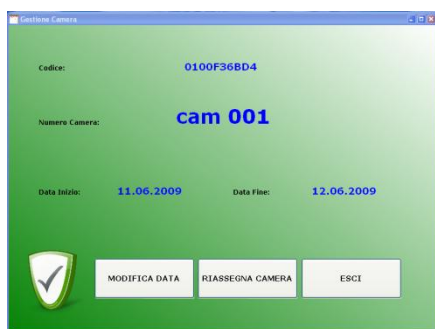 Gestione Camera
Codice: 0100F36BD4
Numero Camera: cam 001
Data Inizio: 11.06.2009 Data Fine: 12.06.2009
MODIFICA DATA RIASSEGNA CAMERA ESCI